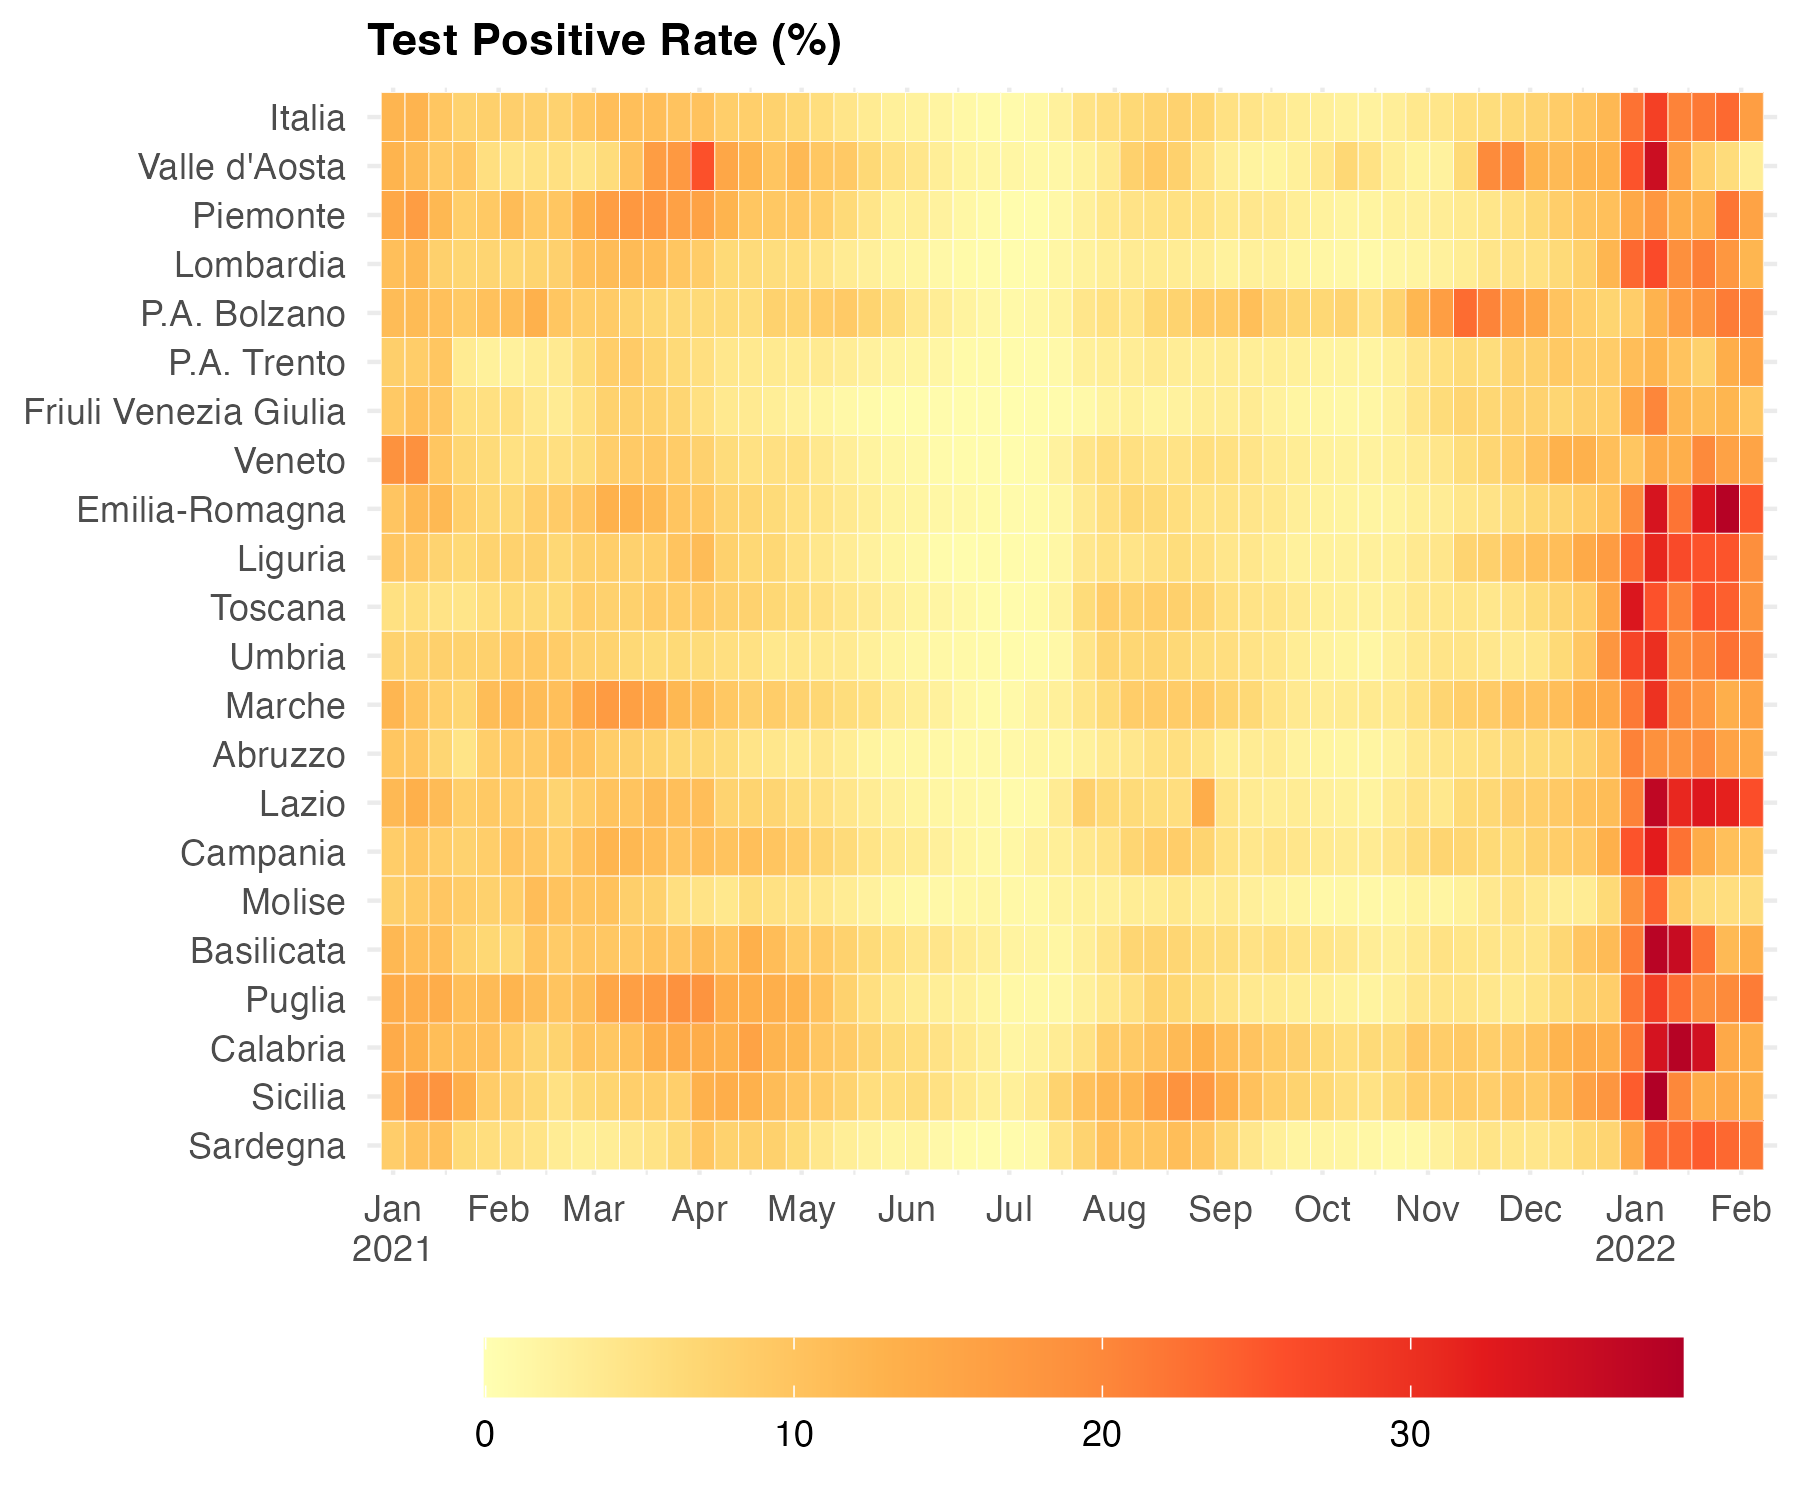 Test Positive Rate (%)
Italia
Valle d'Aosta
Piemonte
Lombardia
P.A. Bolzano
P.A. Trento
Friuli Venezia Giulia
Veneto
Emilia-Romagna
Liguria
Toscana
Umbria
Marche
Abruzzo
Lazio
Campania
Molise
Basilicata
Puglia
Calabria
Sicilia
Sardegna
Jan Feb Mar Apr May Jun Jul Aug Sep Oct Nov Dec Jan Feb
2021 2022
0 10 20 30